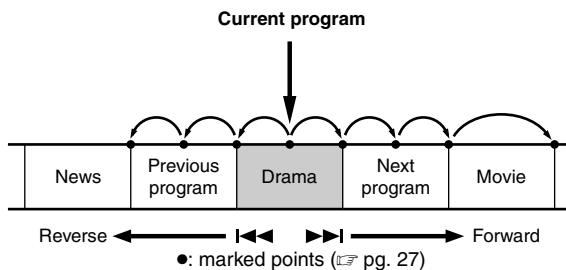 Current program
News
Previous
program
Drama
Next
program
Movie
Reverse
Forward
●: marked points (☞ pg. 27)